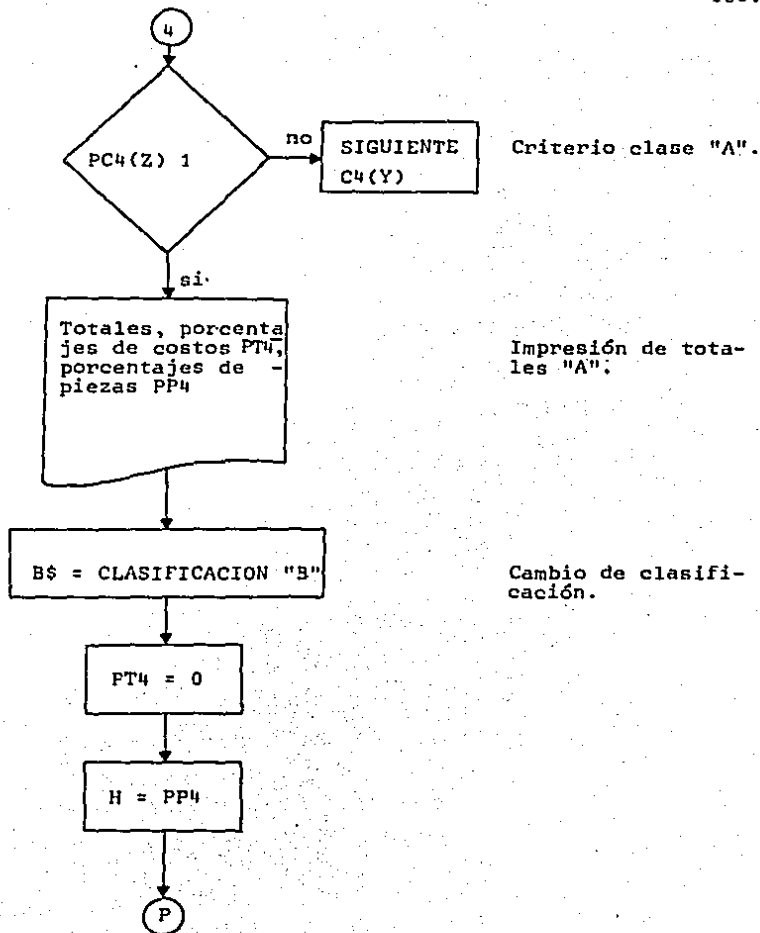 4
PC4(Z) 1
no
SIGUIENTE
C4(Y)
Criterio clase "A".
si
Totales, porcenta
jes de costos PT4,
porcentajes de -
piezas PP4
Impresión de tota-
les "A".
B$ = CLASIFICACION "B"
Cambio de clasifi-
cación.
PT4 = 0
H = PP4
P